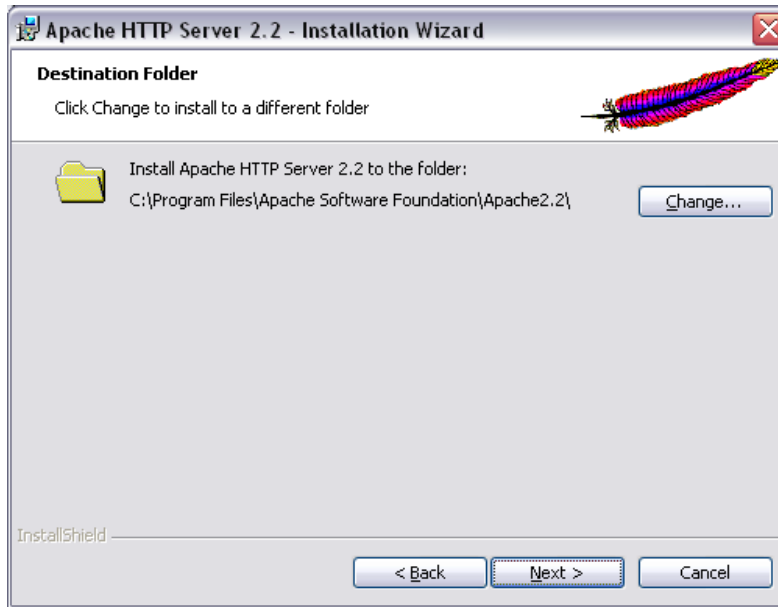 Apache HTTP Server 2.2 - Installation Wizard
Destination Folder
Click Change to install to a different folder
Install Apache HTTP Server 2.2 to the folder:
C:\Program Files\Apache Software Foundation\Apache2.2\
Change...
InstallShield
< Back
Next >
Cancel